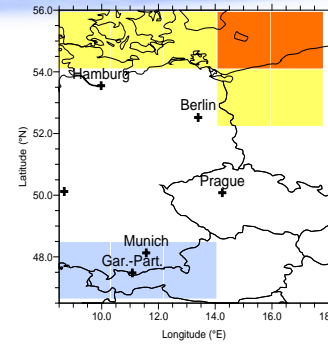 56.0
54.0
Hamburg
Berlin
52.0
Latitude (°N)
Prague
50.0
Munich
Gar.-Part.
48.0
10.0 12.0 14.0 16.0 18
Longitude (°E)